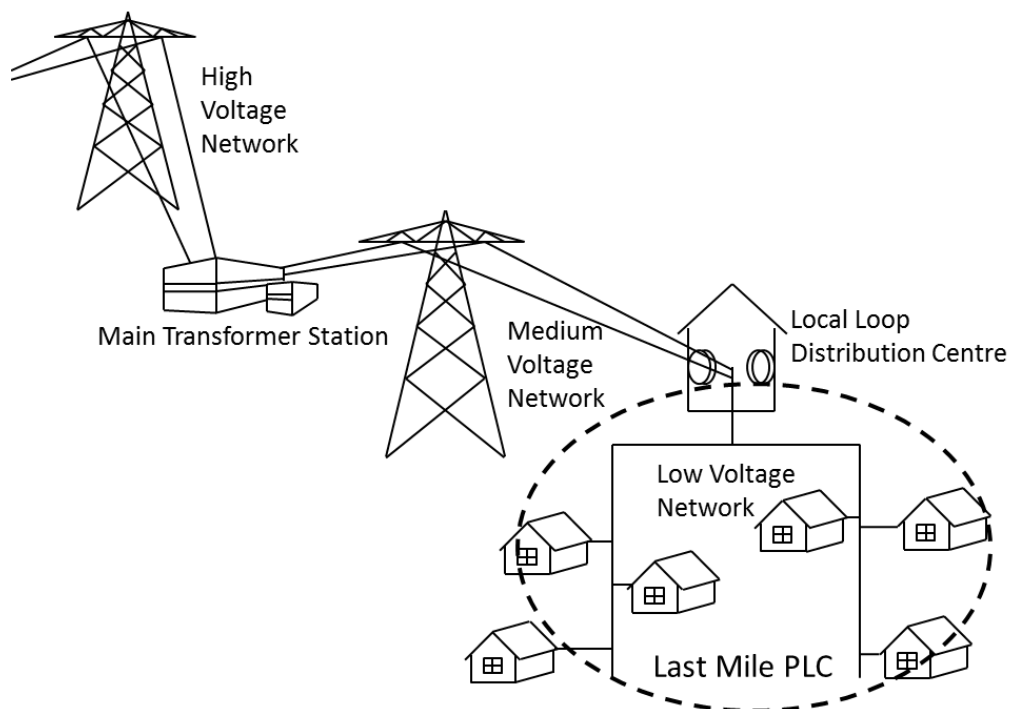 High
Voltage
Network
Main Transformer Station
Medium
Voltage
Network
Local Loop
Distribution Centre
Low Voltage
Network
Last Mile PLC